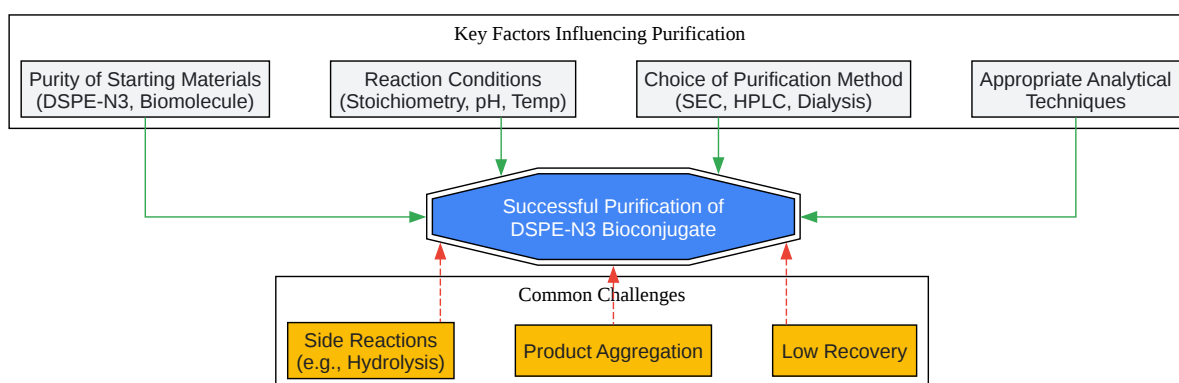 Key Factors Influencing Purification
Purity of Starting Materials
(DSPE-N3, Biomolecule)
Reaction Conditions
(Stoichiometry, pH, Temp)
Choice of Purification Method
(SEC, HPLC, Dialysis)
Appropriate Analytical
Techniques
Successful Purification of
DSPE-N3 Bioconjugate
Common Challenges
Side Reactions
(e.g., Hydrolysis)
Product Aggregation
Low Recovery